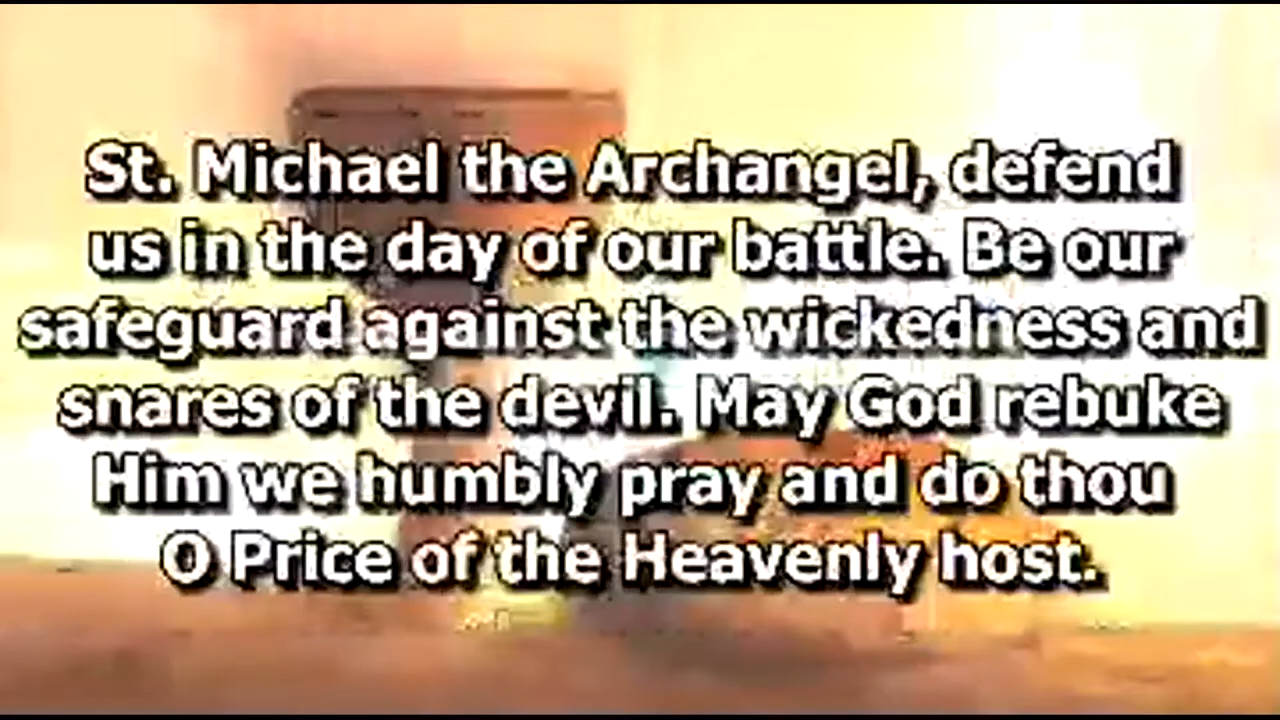 St. Michael the Archangel, defend
us in the day of our battle. Be our
safeguard against the wickedness and
snares of the devil. May God rebuke
Him we humbly pray and do thou
O Price of the Heavenly host.